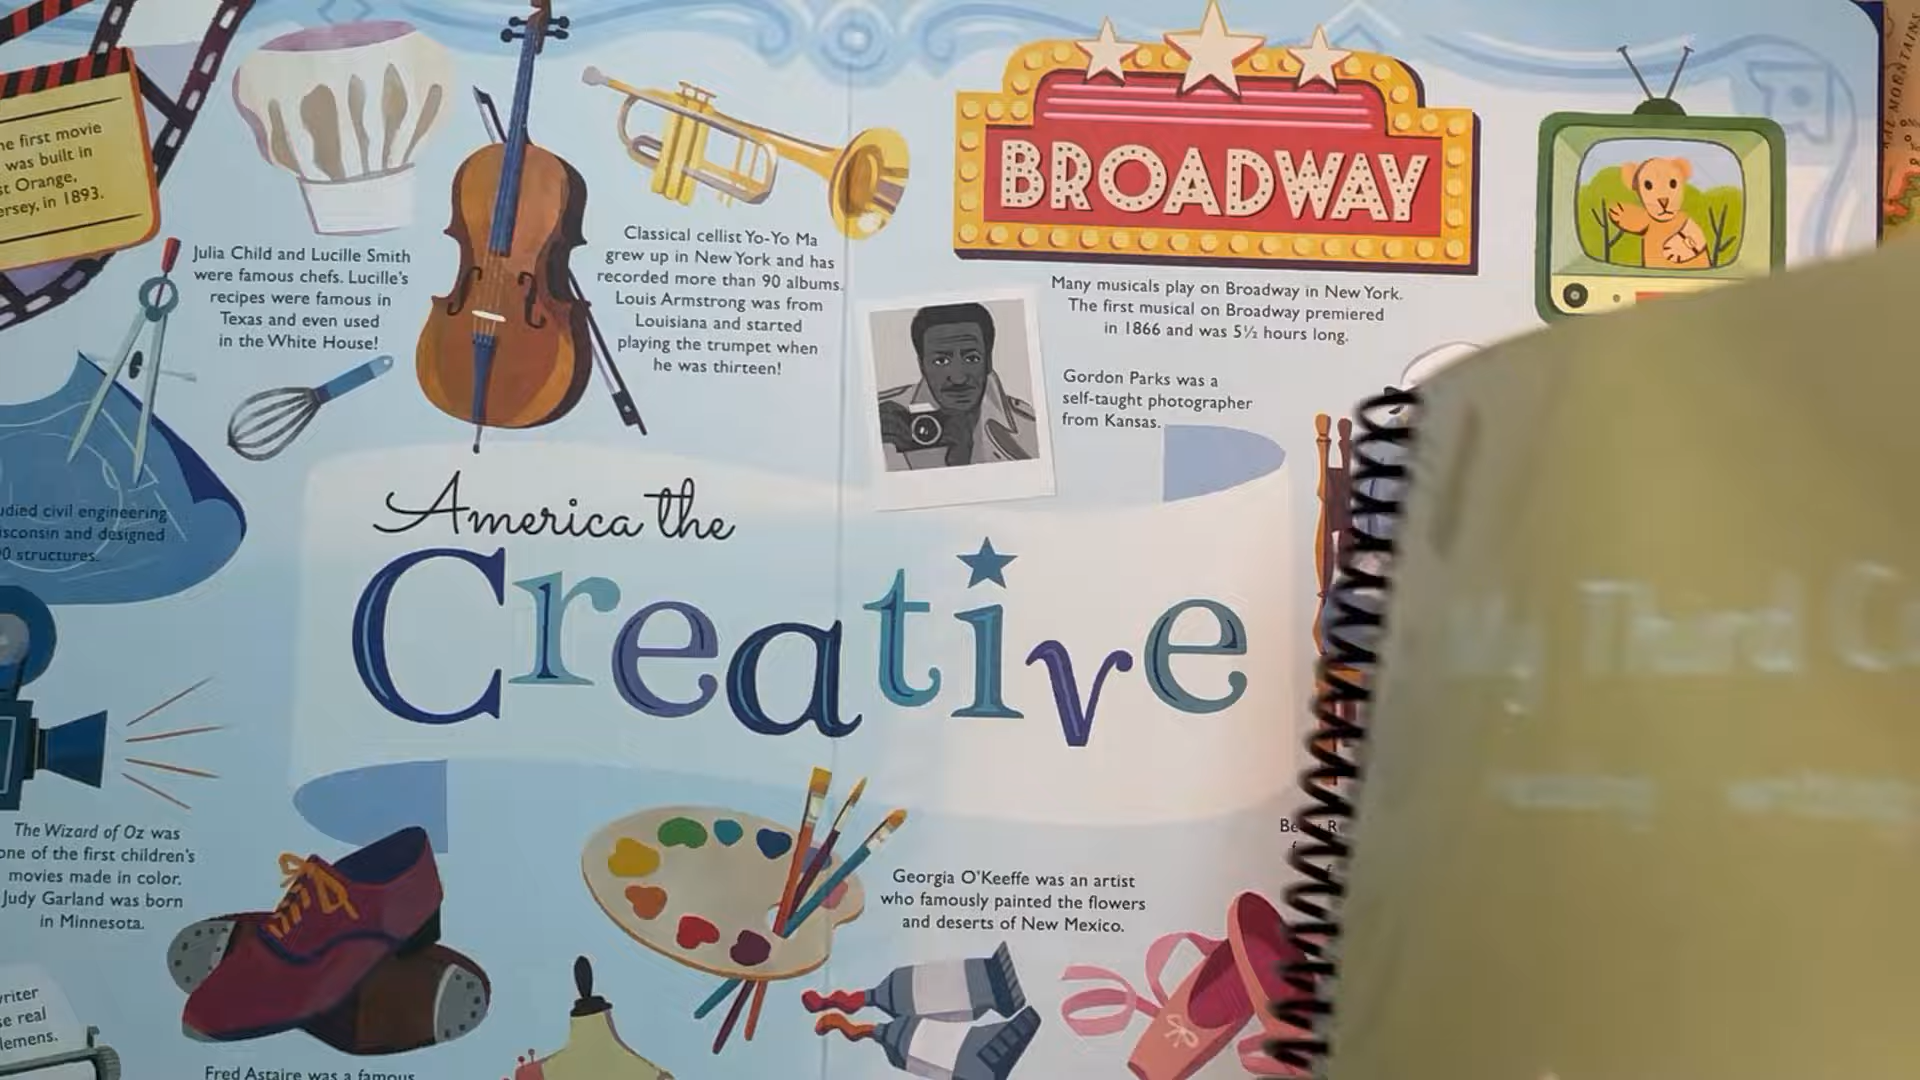 he first movie
was built in
st Orange,
ersey, in 1893.
Julia Child and Lucille Smith
were famous chefs. Lucille's
recipes were famous in
Texas and even used
in the White House!
Classical cellist Yo-Yo Ma
grew up in New York and has
recorded more than 90 albums.
Louis Armstrong was from
Louisiana and started
playing the trumpet when
he was thirteen!
BROADWAY
Many musicals play on Broadway in New York.
The first musical on Broadway premiered
in 1866 and was 5½ hours long.
Gordon Parks was a
self-taught photographer
from Kansas.
udied civil engineering
isconsin and designed
0 structures.
America the
Creative
The Wizard of Oz was
one of the first children's
movies made in color.
Judy Garland was born
in Minnesota.
Georgia O'Keeffe was an artist
who famously painted the flowers
and deserts of New Mexico.
riter
se real
lemens.
Fred Astaire was a famous
Third